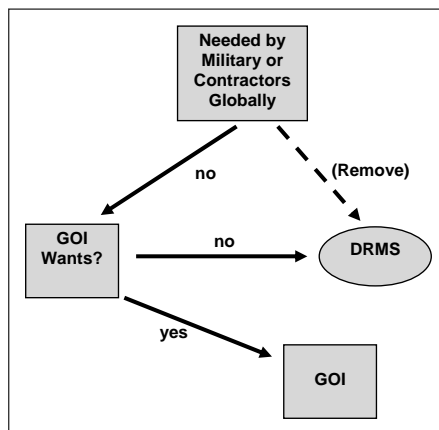 Needed by
Military or
Contractors
Globally
(Remove)
no
GOI
Wants?
no
DRMS
yes
GOI